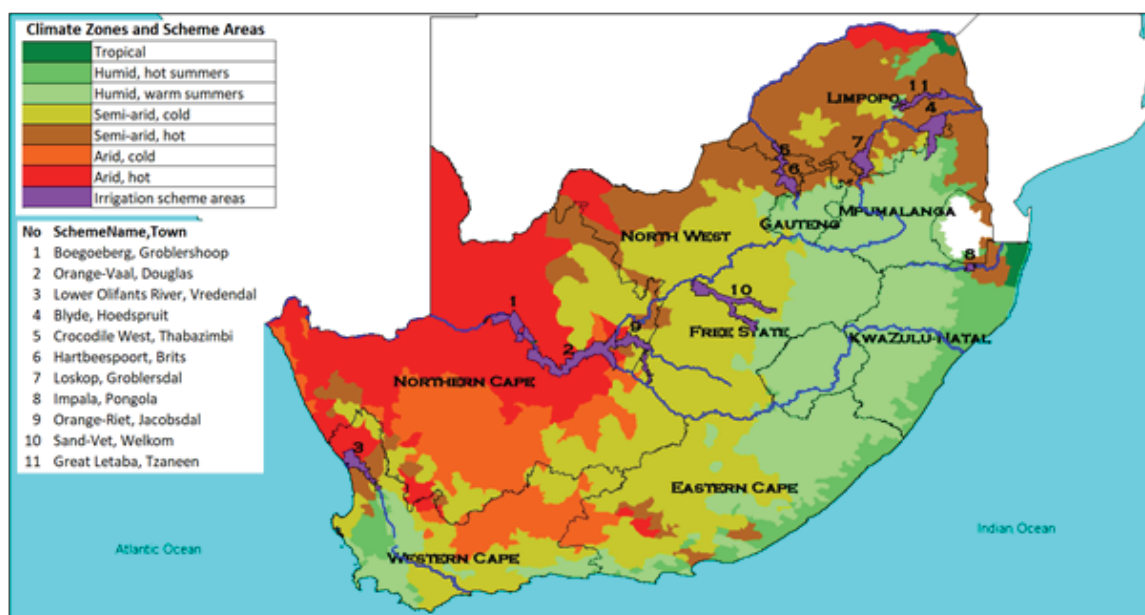 Climate Zones and Scheme Areas
Tropical
Humid, hot summers
Humid, warm summers
Semi-arid, cold
Semi-arid, hot
Arid, cold
Arid, hot
Irrigation scheme areas
No SchemeName,Town
1 Boegoeberg, Groblershoop
2 Orange-Vaal, Douglas
3 Lower Olifants River, Vredendal
4 Blyde, Hoedspruit
5 Crocodile West, Thabazimbi
6 Hartbeespoort, Brits
7 Loskop, Groblersdal
8 Impala, Pongola
9 Orange-Riet, Jacobsdal
10 Sand-Vet, Welkom
11 Great Letaba, Tzaneen
11
LIMPOPO
4
7
6
MPUMALANGA
GAUTENG
NORTH WEST
8
10
1
9
FREE STATE
KWAZULU-NATAL
2
NORTHERN CAPE
3
EASTERN CAPE
Indian Ocean
Atlantic Ocean
WESTERN CAPE